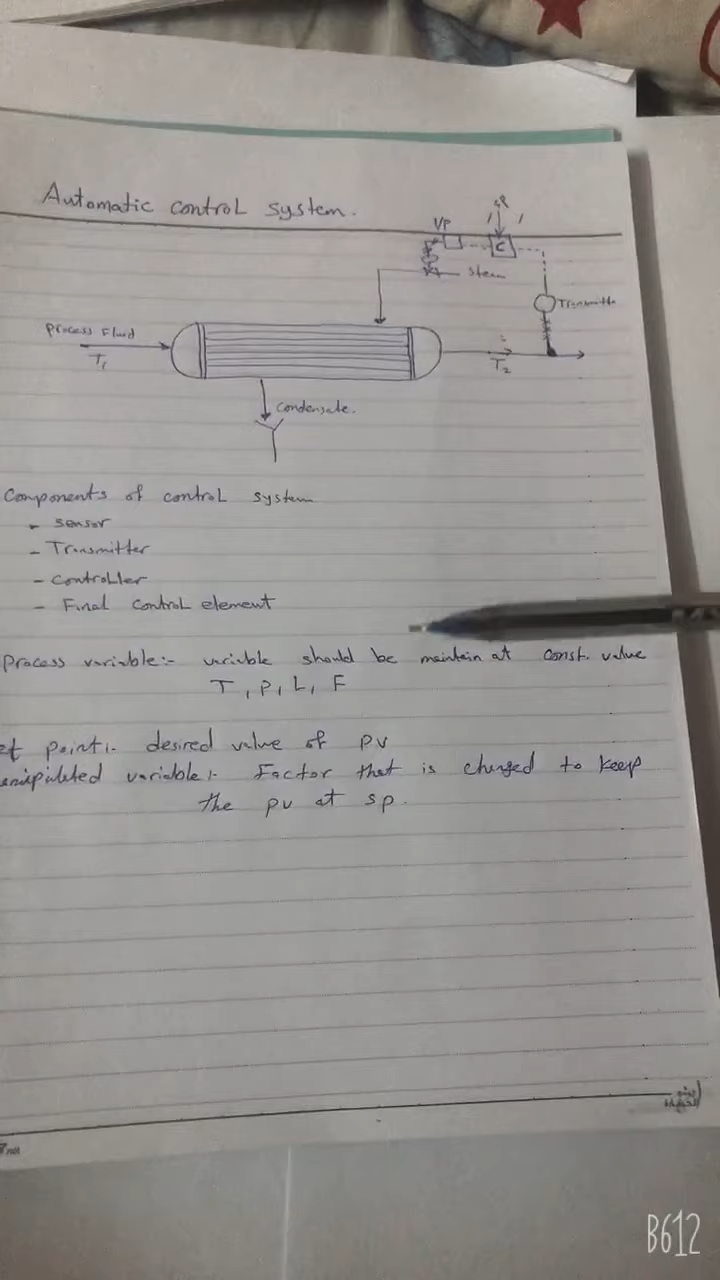 Automatic control system.
SP
VP
C
Steam
Transmitte
Process Fluid
T1
T2
Condensate.
Components of control system
- sensor
- Transmitter
- Controller
- Final control element
Process variable:- variable should be maintain at const. value
T, P, L, F
et point:- desired value of pv
anipulated variable:- Factor that is changed to keep
the pv at sp.
B612